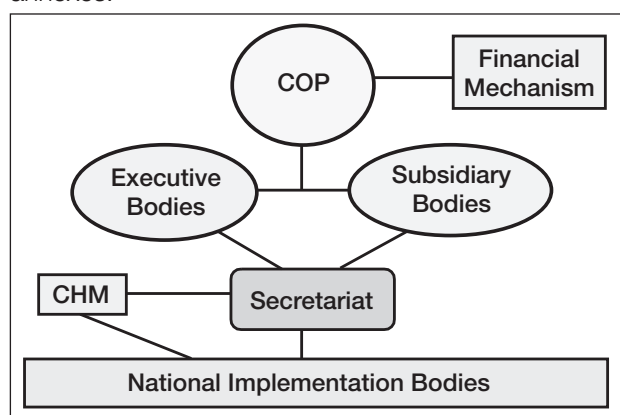 COP
Financial
Mechanism
Executive
Bodies
Subsidiary
Bodies
CHM
Secretariat
National Implementation Bodies